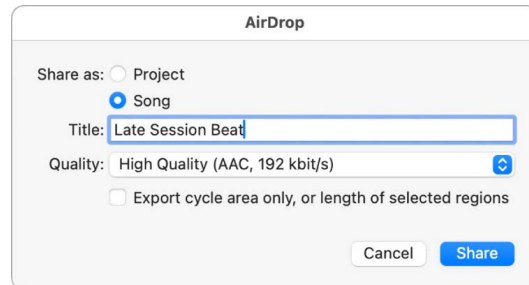 AirDrop
Share as: Project
Song
Title: Late Session Beat
Quality: High Quality (AAC, 192 kbit/s)
Export cycle area only, or length of selected regions
Cancel Share